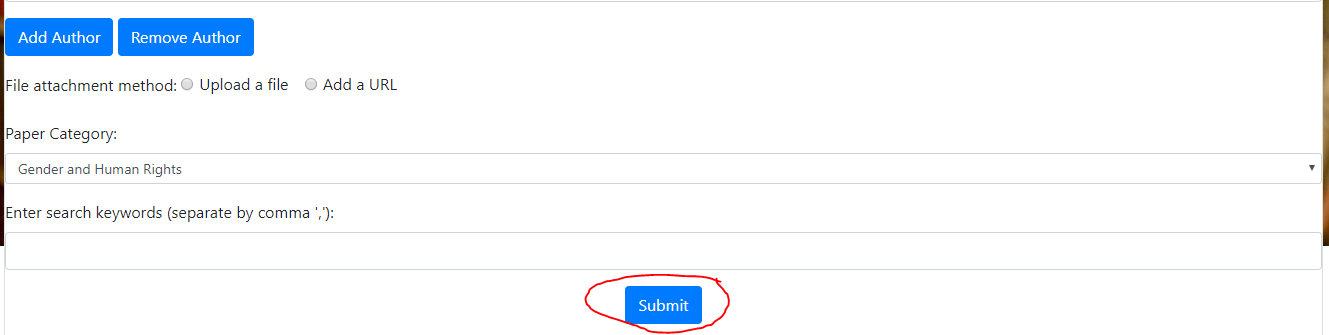 Add Author Remove Author
File attachment method: Upload a file Add a URL
Paper Category:
Gender and Human Rights
Enter search keywords (separate by comma ','):
Submit